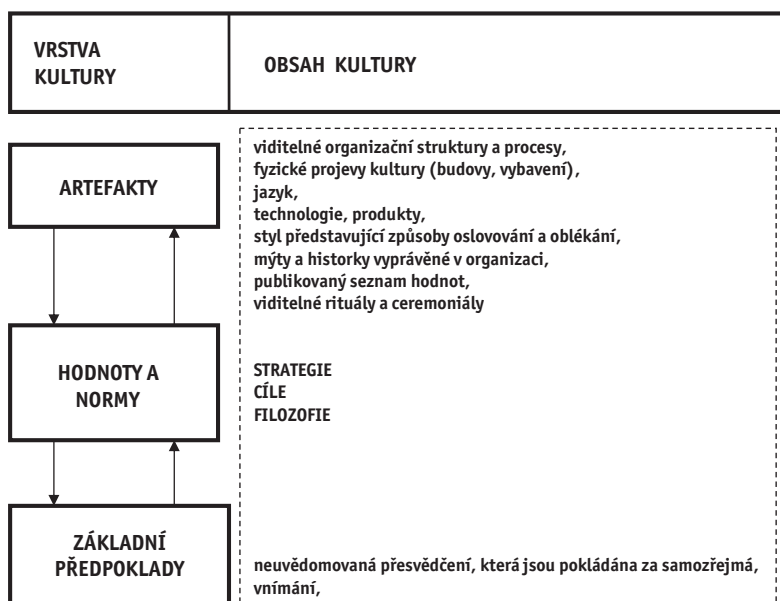 VRSTVA
KULTURY
OBSAH KULTURY
ARTEFAKTY
viditelné organizační struktury a procesy,
fyzické projevy kultury (budovy, vybavení),
jazyk,
technologie, produkty,
styl představující způsoby oslovování a oblékání,
mýty a historky vyprávěné v organizaci,
publikovaný seznam hodnot,
viditelné rituály a ceremoniály
HODNOTY A
NORMY
STRATEGIE
CÍLE
FILOZOFIE
ZÁKLADNÍ
PŘEDPOKLADY
neuvědomovaná přesvědčení, která jsou pokládána za samozřejmá,
vnímání,